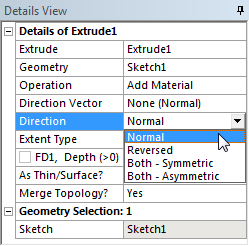 Details View
Details of Extrude1
Extrude Extrude1
Geometry Sketch1
Operation Add Material
Direction Vector None (Normal)
Direction Normal
Extent Type Normal
FD1, Depth (>0) Reversed
Both - Symmetric
As Thin/Surface? Both - Asymmetric
Merge Topology? Yes
Geometry Selection: 1
Sketch Sketch1